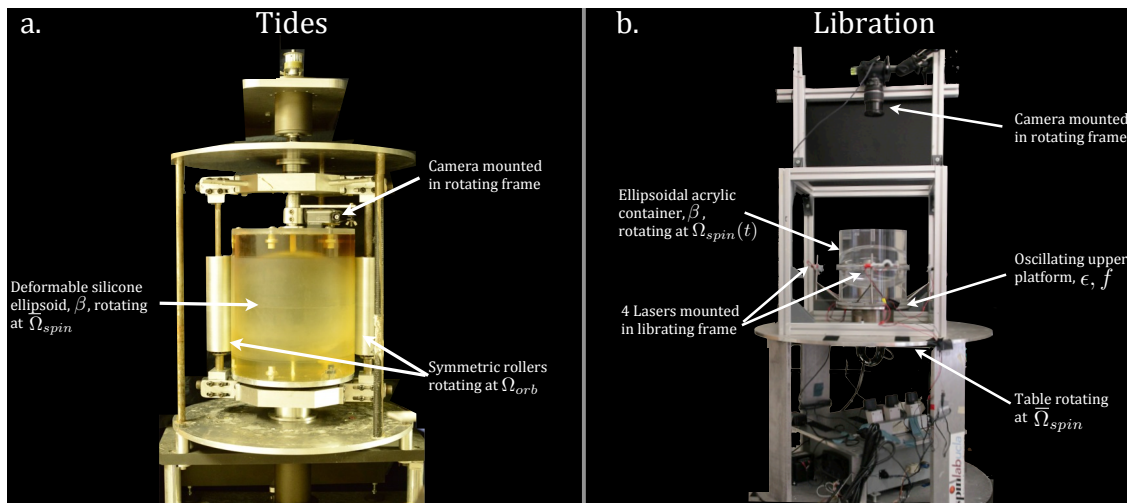 a.
Tides
Camera mounted
in rotating frame
Deformable silicone
ellipsoid, β, rotating
at Ω̅spin
Symmetric rollers
rotating at Ωorb
b.
Libration
Camera mounted
in rotating frame
Ellipsoidal acrylic
container, β,
rotating at Ωspin(t)
Oscillating upper
platform, ϵ, f
4 Lasers mounted
in librating frame
Table rotating
at Ω̅spin
spinlabucla